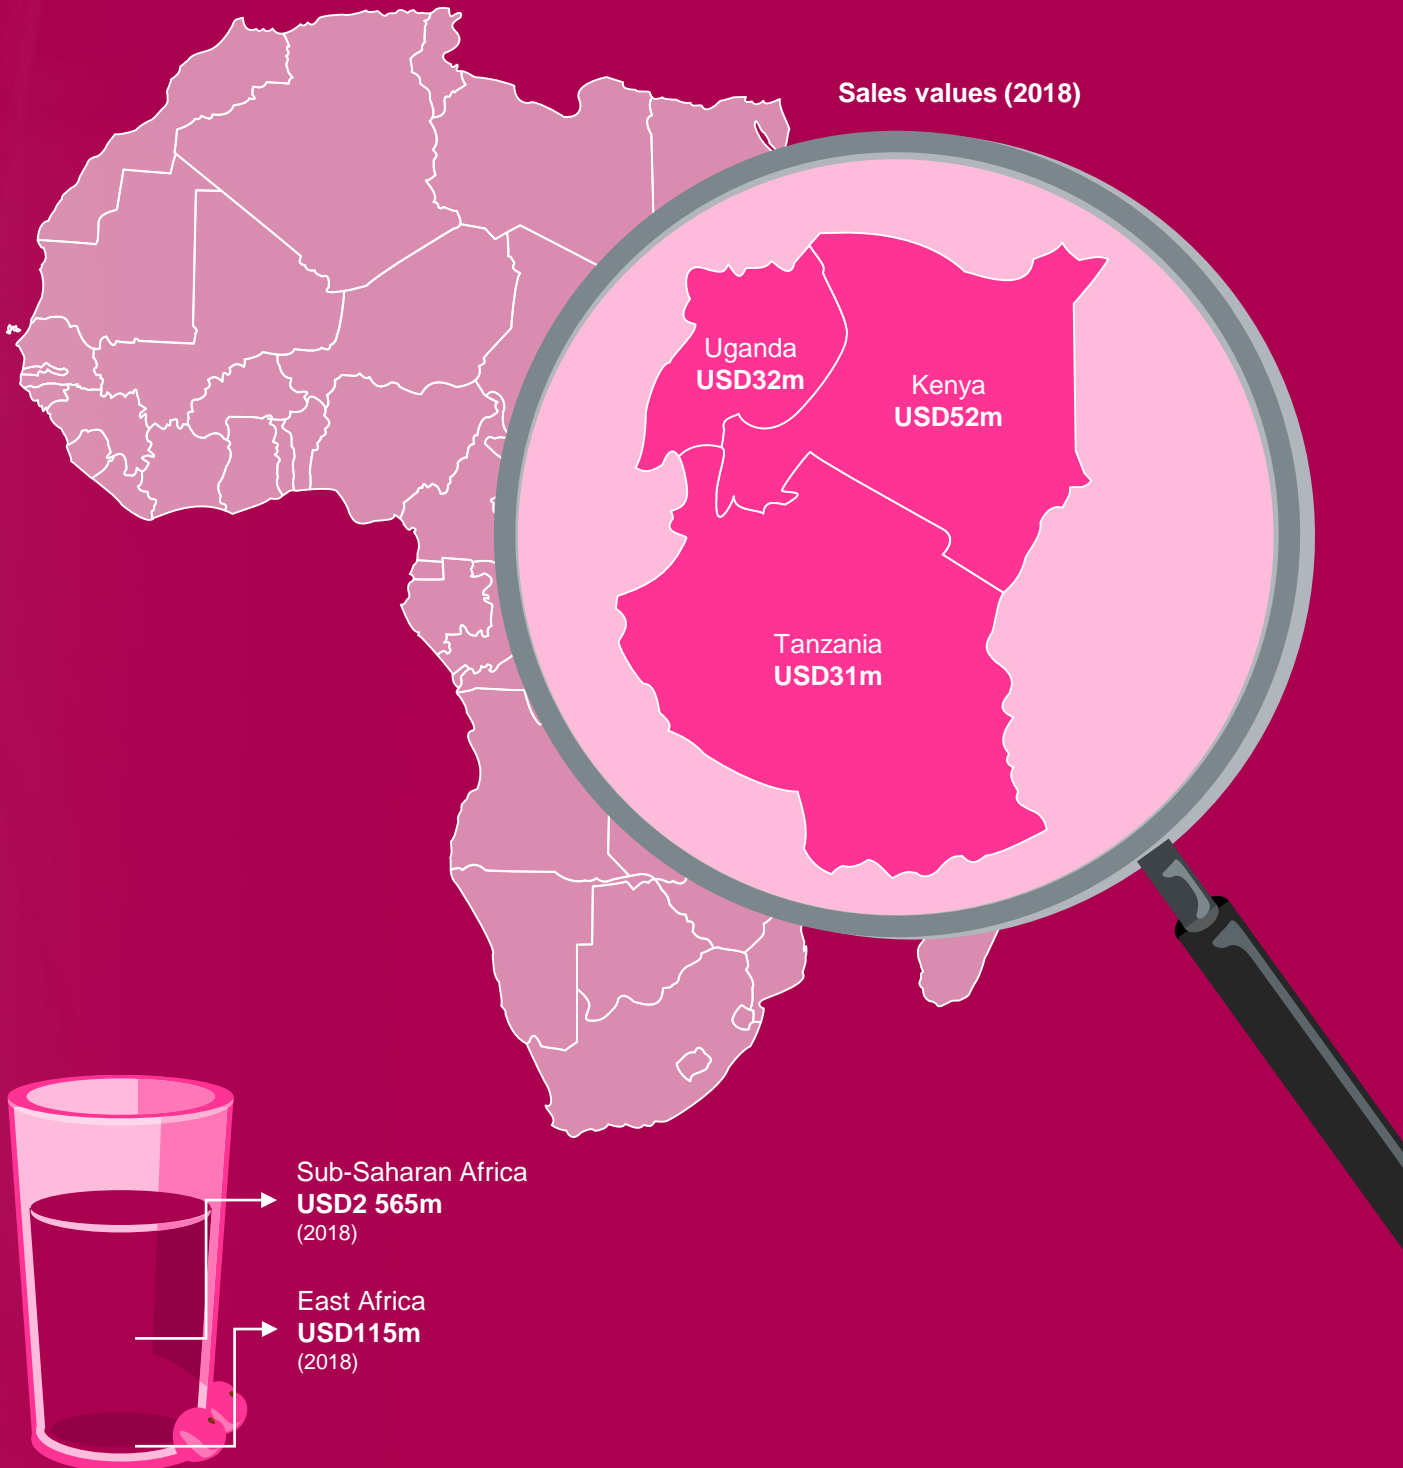 Sales values (2018)
Uganda
USD32m
Kenya
USD52m
Tanzania
USD31m
Sub-Saharan Africa
USD2 565m
(2018)
East Africa
USD115m
(2018)